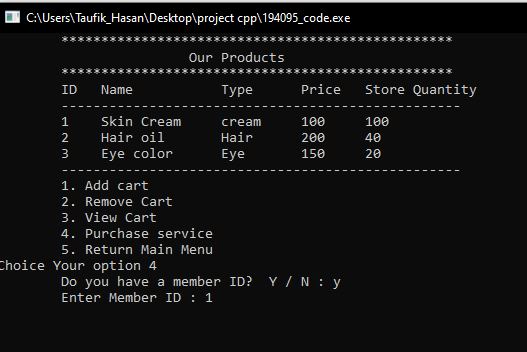 C:\Users\Taufik_Hasan\Desktop\project cpp\194095_code.exe
*************************************************
Our Products
*************************************************
ID Name Type Price Store Quantity
--------------------------------------------------
1 Skin Cream cream 100 100
2 Hair oil Hair 200 40
3 Eye color Eye 150 20
--------------------------------------------------
1. Add cart
2. Remove Cart
3. View Cart
4. Purchase service
5. Return Main Menu
Choice Your option 4
Do you have a member ID? Y / N : y
Enter Member ID : 1